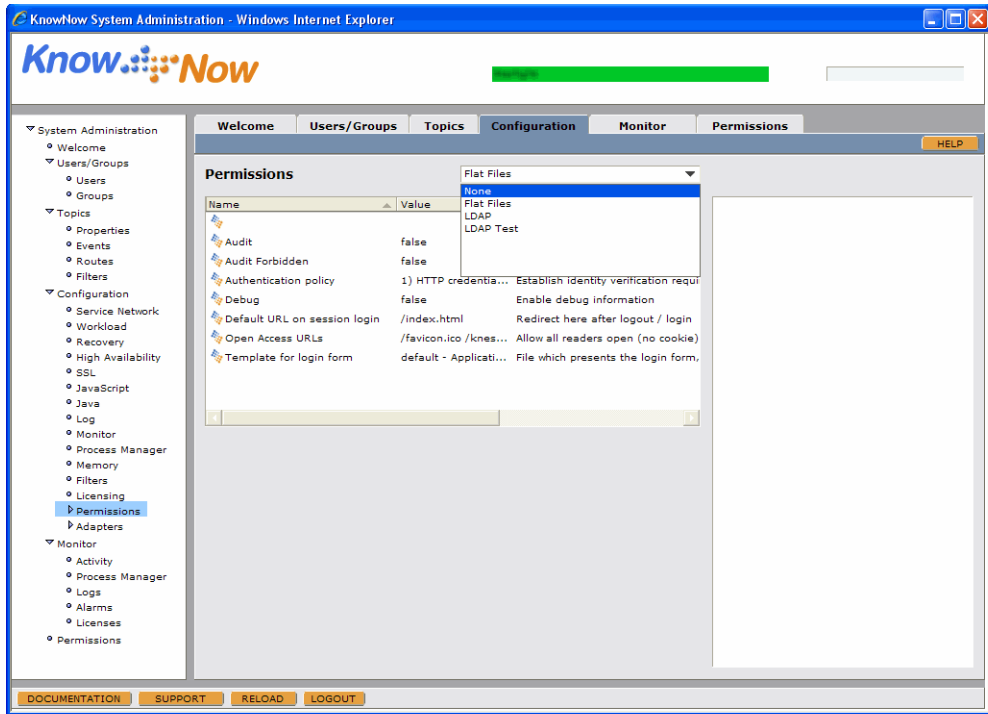 KnowNow System Administration - Windows Internet Explorer
Know Now
Welcome Users/Groups Topics Configuration Monitor Permissions
HELP
System Administration
Welcome
Users/Groups
Users
Groups
Topics
Properties
Events
Routes
Filters
Configuration
Service Network
Workload
Recovery
High Availability
SSL
JavaScript
Java
Log
Monitor
Process Manager
Memory
Filters
Licensing
Permissions
Adapters
Monitor
Activity
Process Manager
Logs
Alarms
Licenses
Permissions
Permissions
Flat Files
None
Flat Files
LDAP
LDAP Test
Name Value
Audit false
Audit Forbidden false
Authentication policy 1) HTTP credentia... Establish identity verification requi
Debug false Enable debug information
Default URL on session login /index.html Redirect here after logout / login
Open Access URLs /favicon.ico /knes... Allow all readers open (no cookie)
Template for login form default - Applicati... File which presents the login form,
DOCUMENTATION SUPPORT RELOAD LOGOUT